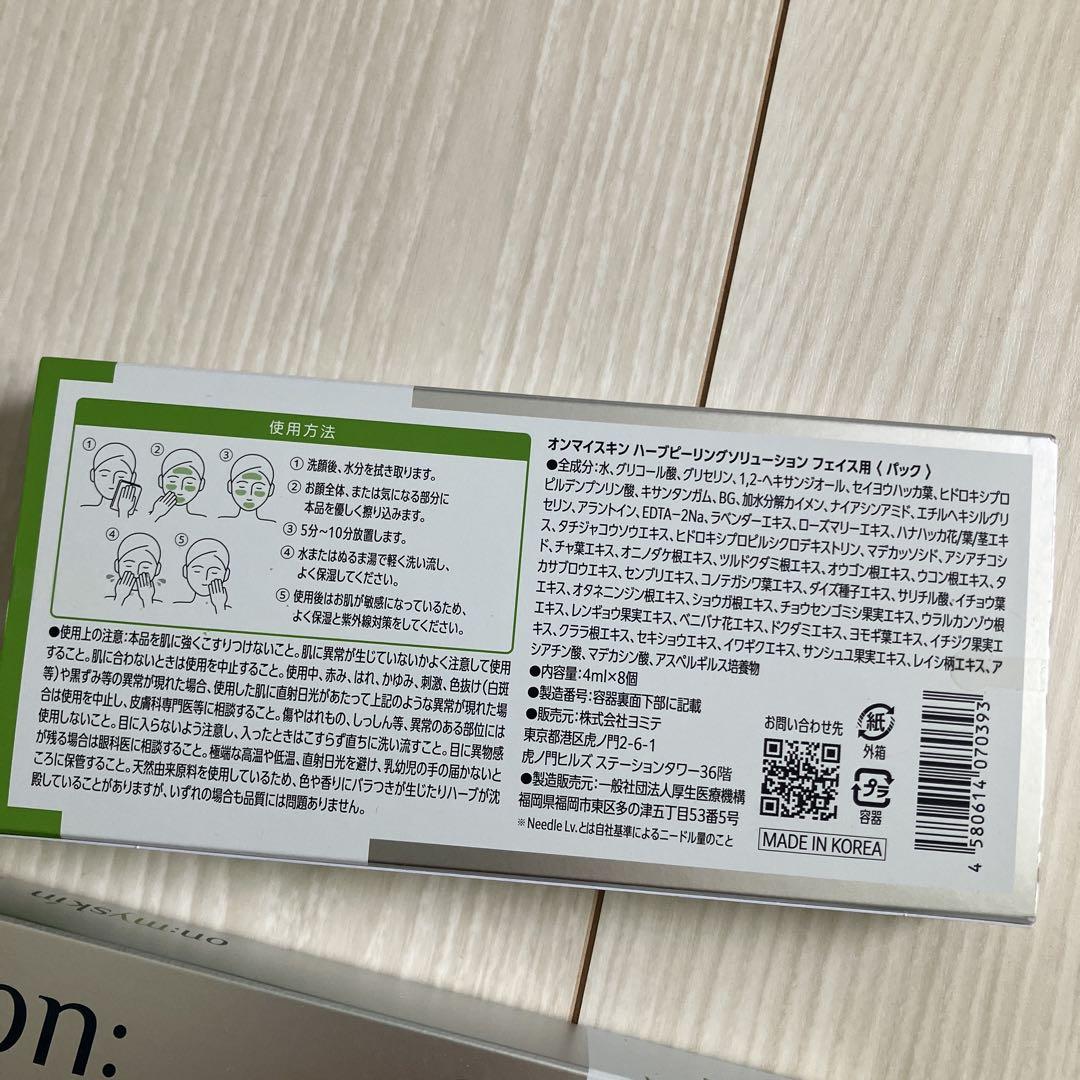 使用方法
①
②
③
④
⑤
① 洗顔後、水分を拭き取ります。
② お顔全体、または気になる部分に
本品を優しく擦り込みます。
③ 5分〜10分放置します。
④ 水またはぬるま湯で軽く洗い流し、
よく保湿してください。
⑤ 使用後はお肌が敏感になっているため、
よく保湿と紫外線対策をしてください。
●使用上の注意:本品を肌に強くこすりつけないこと。肌に異常が生じていないかよく注意して使用
すること。肌に合わないときは使用を中止すること。使用中、赤み、はれ、かゆみ、刺激、色抜け(白斑
等)や黒ずみ等の異常が現れた場合、使用した肌に直射日光があたって上記のような異常が現れた場
合は使用を中止し、皮膚科専門医等に相談すること。傷やはれもの、しっしん等、異常のある部位には
使用しないこと。目に入らないよう注意し、入ったときはこすらず直ちに洗い流すこと。目に異物感
が残る場合は眼科医に相談すること。極端な高温や低温、直射日光を避け、乳幼児の手の届かないと
ころに保管すること。天然由来原料を使用しているため、色や香りにバラつきが生じたりハーブが沈
殿していることがありますが、いずれの場合も品質には問題ありません。
オンマイスキン ハーブピーリングソリューション フェイス用〈 パック 〉
●全成分:水、グリコール酸、グリセリン、1,2-ヘキサンジオール、セイヨウハッカ葉、ヒドロキシプロ
ピルデンプンリン酸、キサンタンガム、BG、加水分解カイメン、ナイアシンアミド、エチルヘキシルグリ
セリン、アラントイン、EDTA-2Na、ラベンダーエキス、ローズマリーエキス、ハナハッカ花/葉/茎エキ
ス、タチジャコウソウエキス、ヒドロキシプロピルシクロデキストリン、マデカッソシド、アシアチコシ
ド、チャ葉エキス、オニノダケ根エキス、ツルドクダミ根エキス、オウゴン根エキス、ウコン根エキス、タ
カサブロウエキス、センブリエキス、コノテガシワ葉エキス、ダイズ種子エキス、サリチル酸、イチョウ葉
エキス、オタネニンジン根エキス、ショウガ根エキス、チョウセンゴミシ果実エキス、ウラルカンゾウ根
エキス、レンギョウ果実エキス、ベニバナ花エキス、ドクダミエキス、ヨモギ葉エキス、イチジク果実エ
キス、クララ根エキス、セキショウエキス、イワギクエキス、サンシュユ果実エキス、レイシ柄エキス、ア
シアチン酸、マデカシン酸、アスペルギルス培養物
●内容量:4ml×8個
●製造番号:容器裏面下部に記載
●販売元:株式会社ヨミテ
東京都港区虎ノ門2-6-1
虎ノ門ヒルズ ステーションタワー36階
●製造販売元:一般社団法人厚生医療機構
福岡県福岡市東区多の津五丁目53番5号
※Needle Lv.とは自社基準によるニードル量のこと
お問い合わせ先
紙
外箱
プラ
容器
MADE IN KOREA
4 580614 070393
on:myskin
on: